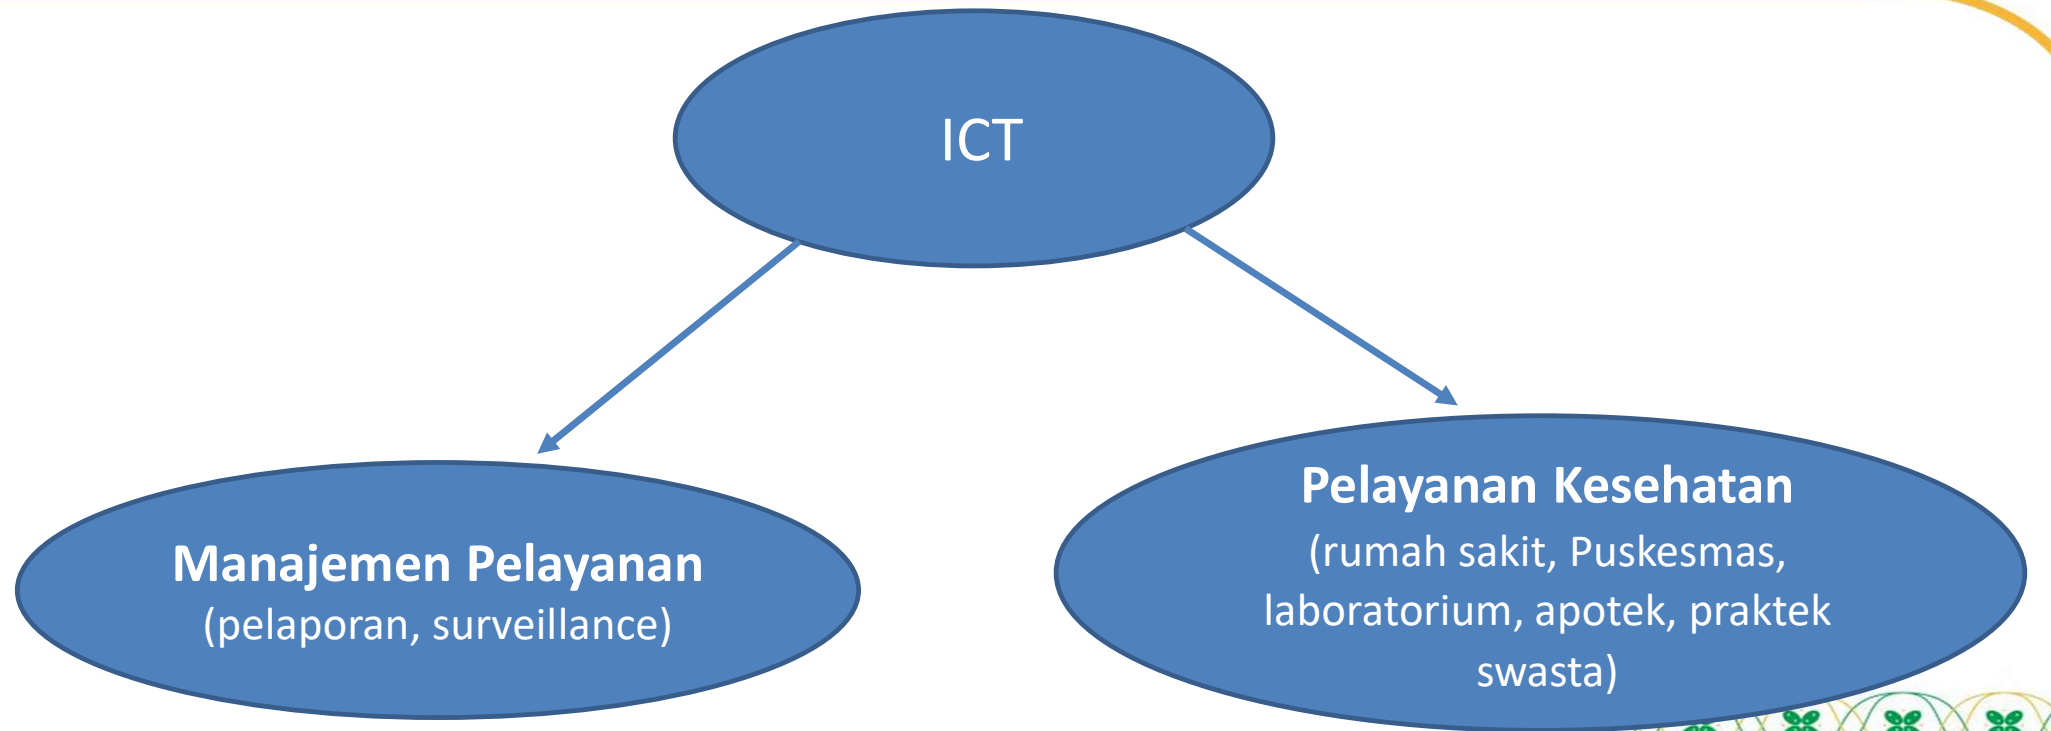 ICT
Manajemen Pelayanan
(pelaporan, surveillance)
Pelayanan Kesehatan
(rumah sakit, Puskesmas,
laboratorium, apotek, praktek
swasta)